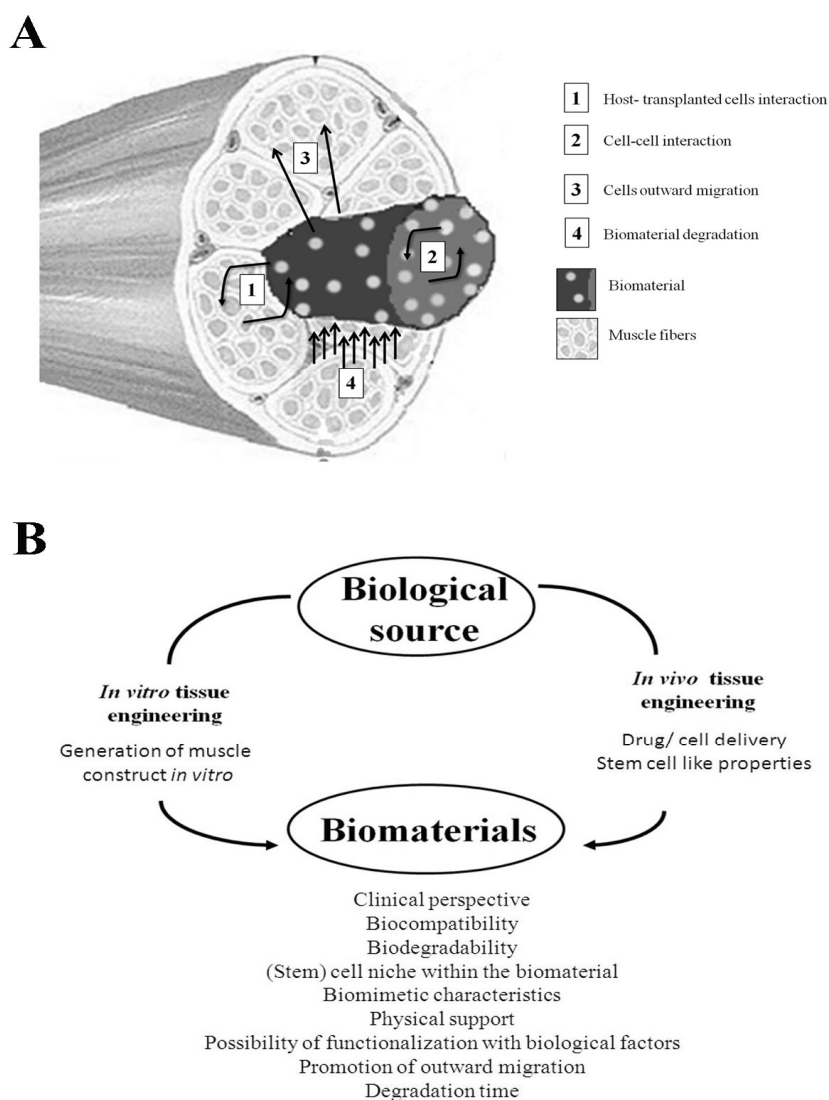 A
1 Host- transplanted cells interaction
2 Cell-cell interaction
3 Cells outward migration
4 Biomaterial degradation
Biomaterial
Muscle fibers
3
2
1
4
B
Biological
source
In vitro tissue
engineering
Generation of muscle
construct in vitro
In vivo tissue
engineering
Drug/ cell delivery
Stem cell like properties
Biomaterials
Clinical perspective
Biocompatibility
Biodegradability
(Stem) cell niche within the biomaterial
Biomimetic characteristics
Physical support
Possibility of functionalization with biological factors
Promotion of outward migration
Degradation time